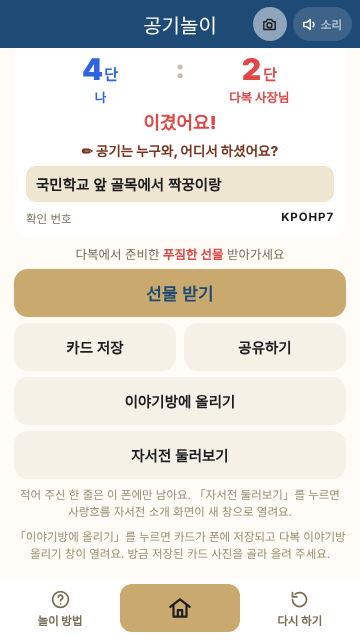 공기놀이
소리
4단 : 2단
나 다복 사장님
이겼어요!
✏ 공기는 누구와, 어디서 하셨어요?
국민학교 앞 골목에서 짝꿍이랑
확인 번호 KPOHP7
다복에서 준비한 푸짐한 선물 받아가세요
선물 받기
카드 저장 공유하기
이야기방에 올리기
자서전 둘러보기
적어 주신 한 줄은 이 폰에만 남아요. 「자서전 둘러보기」를 누르면
사랑흐름 자서전 소개 화면이 새 창으로 열려요.
「이야기방에 올리기」를 누르면 카드가 폰에 저장되고 다복 이야기방
올리기 창이 열려요. 방금 저장된 카드 사진을 골라 올려 주세요.
놀이 방법 다시 하기